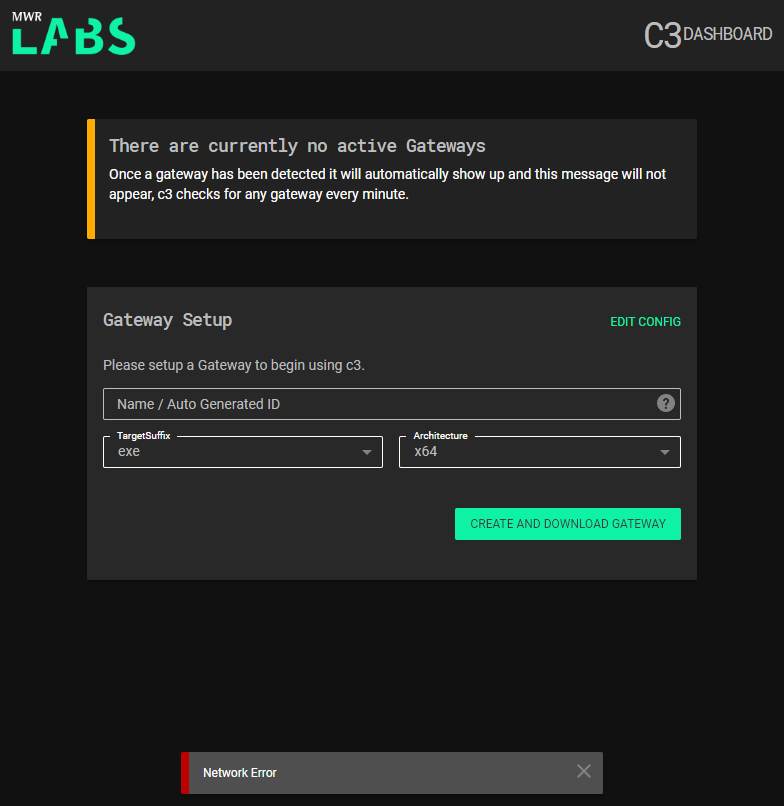 MWR
LABS
C3 DASHBOARD
There are currently no active Gateways
Once a gateway has been detected it will automatically show up and this message will not
appear, c3 checks for any gateway every minute.
Gateway Setup
EDIT CONFIG
Please setup a Gateway to begin using c3.
Name / Auto Generated ID
?
TargetSuffix
Architecture
exe
x64
CREATE AND DOWNLOAD GATEWAY
Network Error